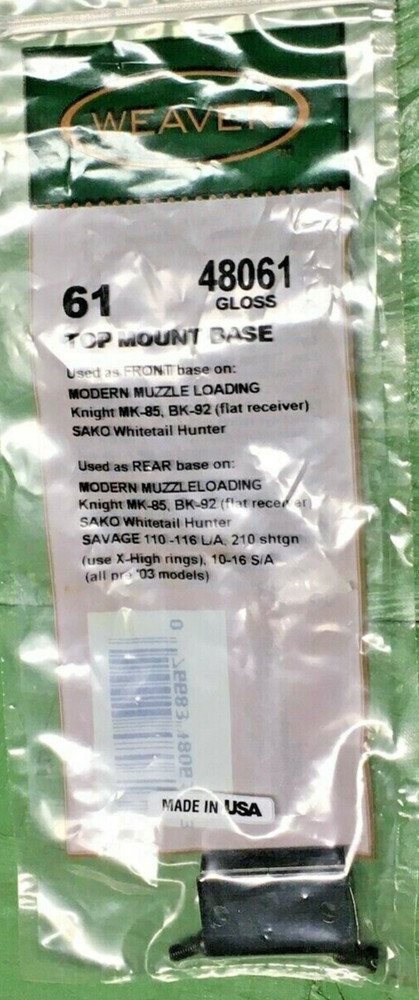 WEAVER
61
48061
GLOSS
TOP MOUNT BASE
Used as FRONT base on:
MODERN MUZZLE LOADING
Knight MK-85, BK-92 (flat receiver)
SAKO Whitetail Hunter
Used as REAR base on:
MODERN MUZZLELOADING
Knight MK-85, BK-92 (flat receiver)
SAKO Whitetail Hunter
SAVAGE 110-116 L/A, 210 shtgn
(use X-High rings), 10-16 S/A
(all pre '03 models)
MADE IN USA